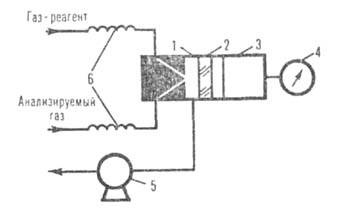 Газ-реагент
1 2 3 4
6
Анализируемый
газ
5